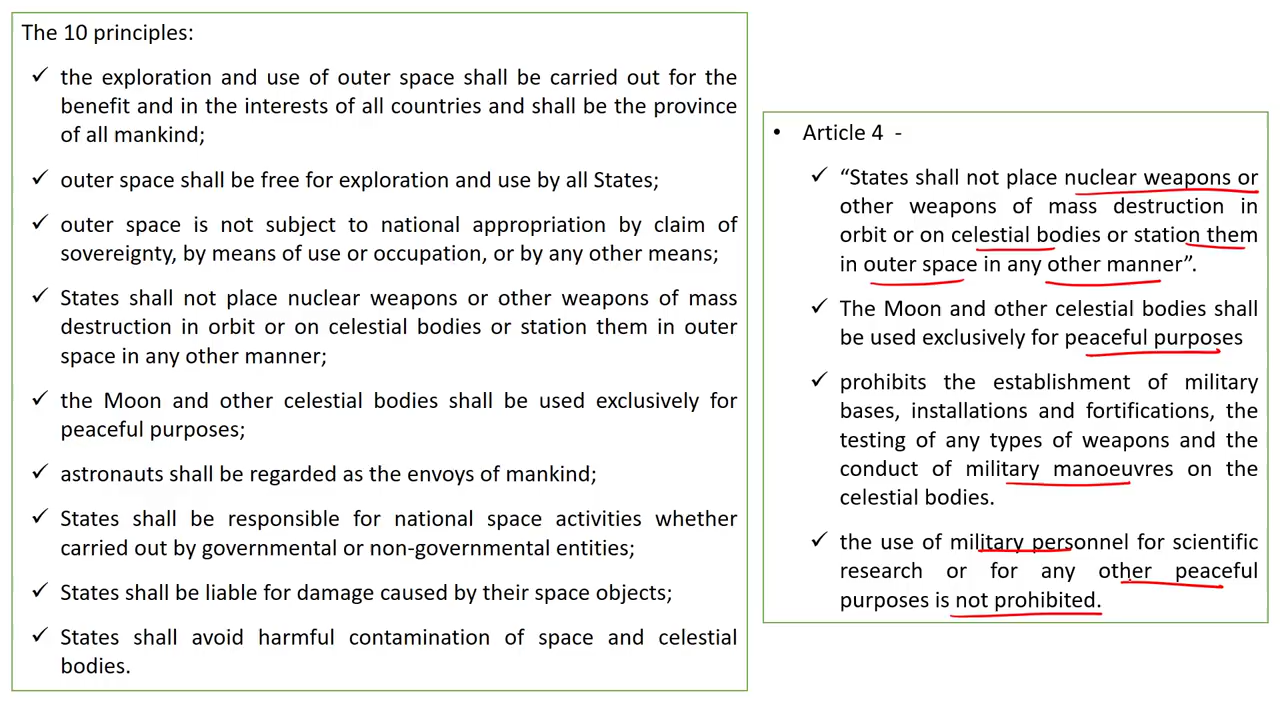 The 10 principles:
✓ the exploration and use of outer space shall be carried out for the
benefit and in the interests of all countries and shall be the province
of all mankind;
✓ outer space shall be free for exploration and use by all States;
✓ outer space is not subject to national appropriation by claim of
sovereignty, by means of use or occupation, or by any other means;
✓ States shall not place nuclear weapons or other weapons of mass
destruction in orbit or on celestial bodies or station them in outer
space in any other manner;
✓ the Moon and other celestial bodies shall be used exclusively for
peaceful purposes;
✓ astronauts shall be regarded as the envoys of mankind;
✓ States shall be responsible for national space activities whether
carried out by governmental or non-governmental entities;
✓ States shall be liable for damage caused by their space objects;
✓ States shall avoid harmful contamination of space and celestial
bodies.
• Article 4 -
✓ “States shall not place nuclear weapons or
other weapons of mass destruction in
orbit or on celestial bodies or station them
in outer space in any other manner”.
✓ The Moon and other celestial bodies shall
be used exclusively for peaceful purposes
✓ prohibits the establishment of military
bases, installations and fortifications, the
testing of any types of weapons and the
conduct of military manoeuvres on the
celestial bodies.
✓ the use of military personnel for scientific
research or for any other peaceful
purposes is not prohibited.